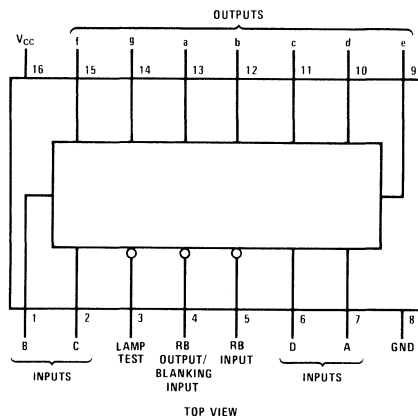 OUTPUTS
VCC f g a b c d e
16 15 14 13 12 11 10 9
1 2 3 4 5 6 7 8
B C LAMP TEST RB OUTPUT/ BLANKING INPUT RB INPUT D A GND
INPUTS INPUTS
TOP VIEW